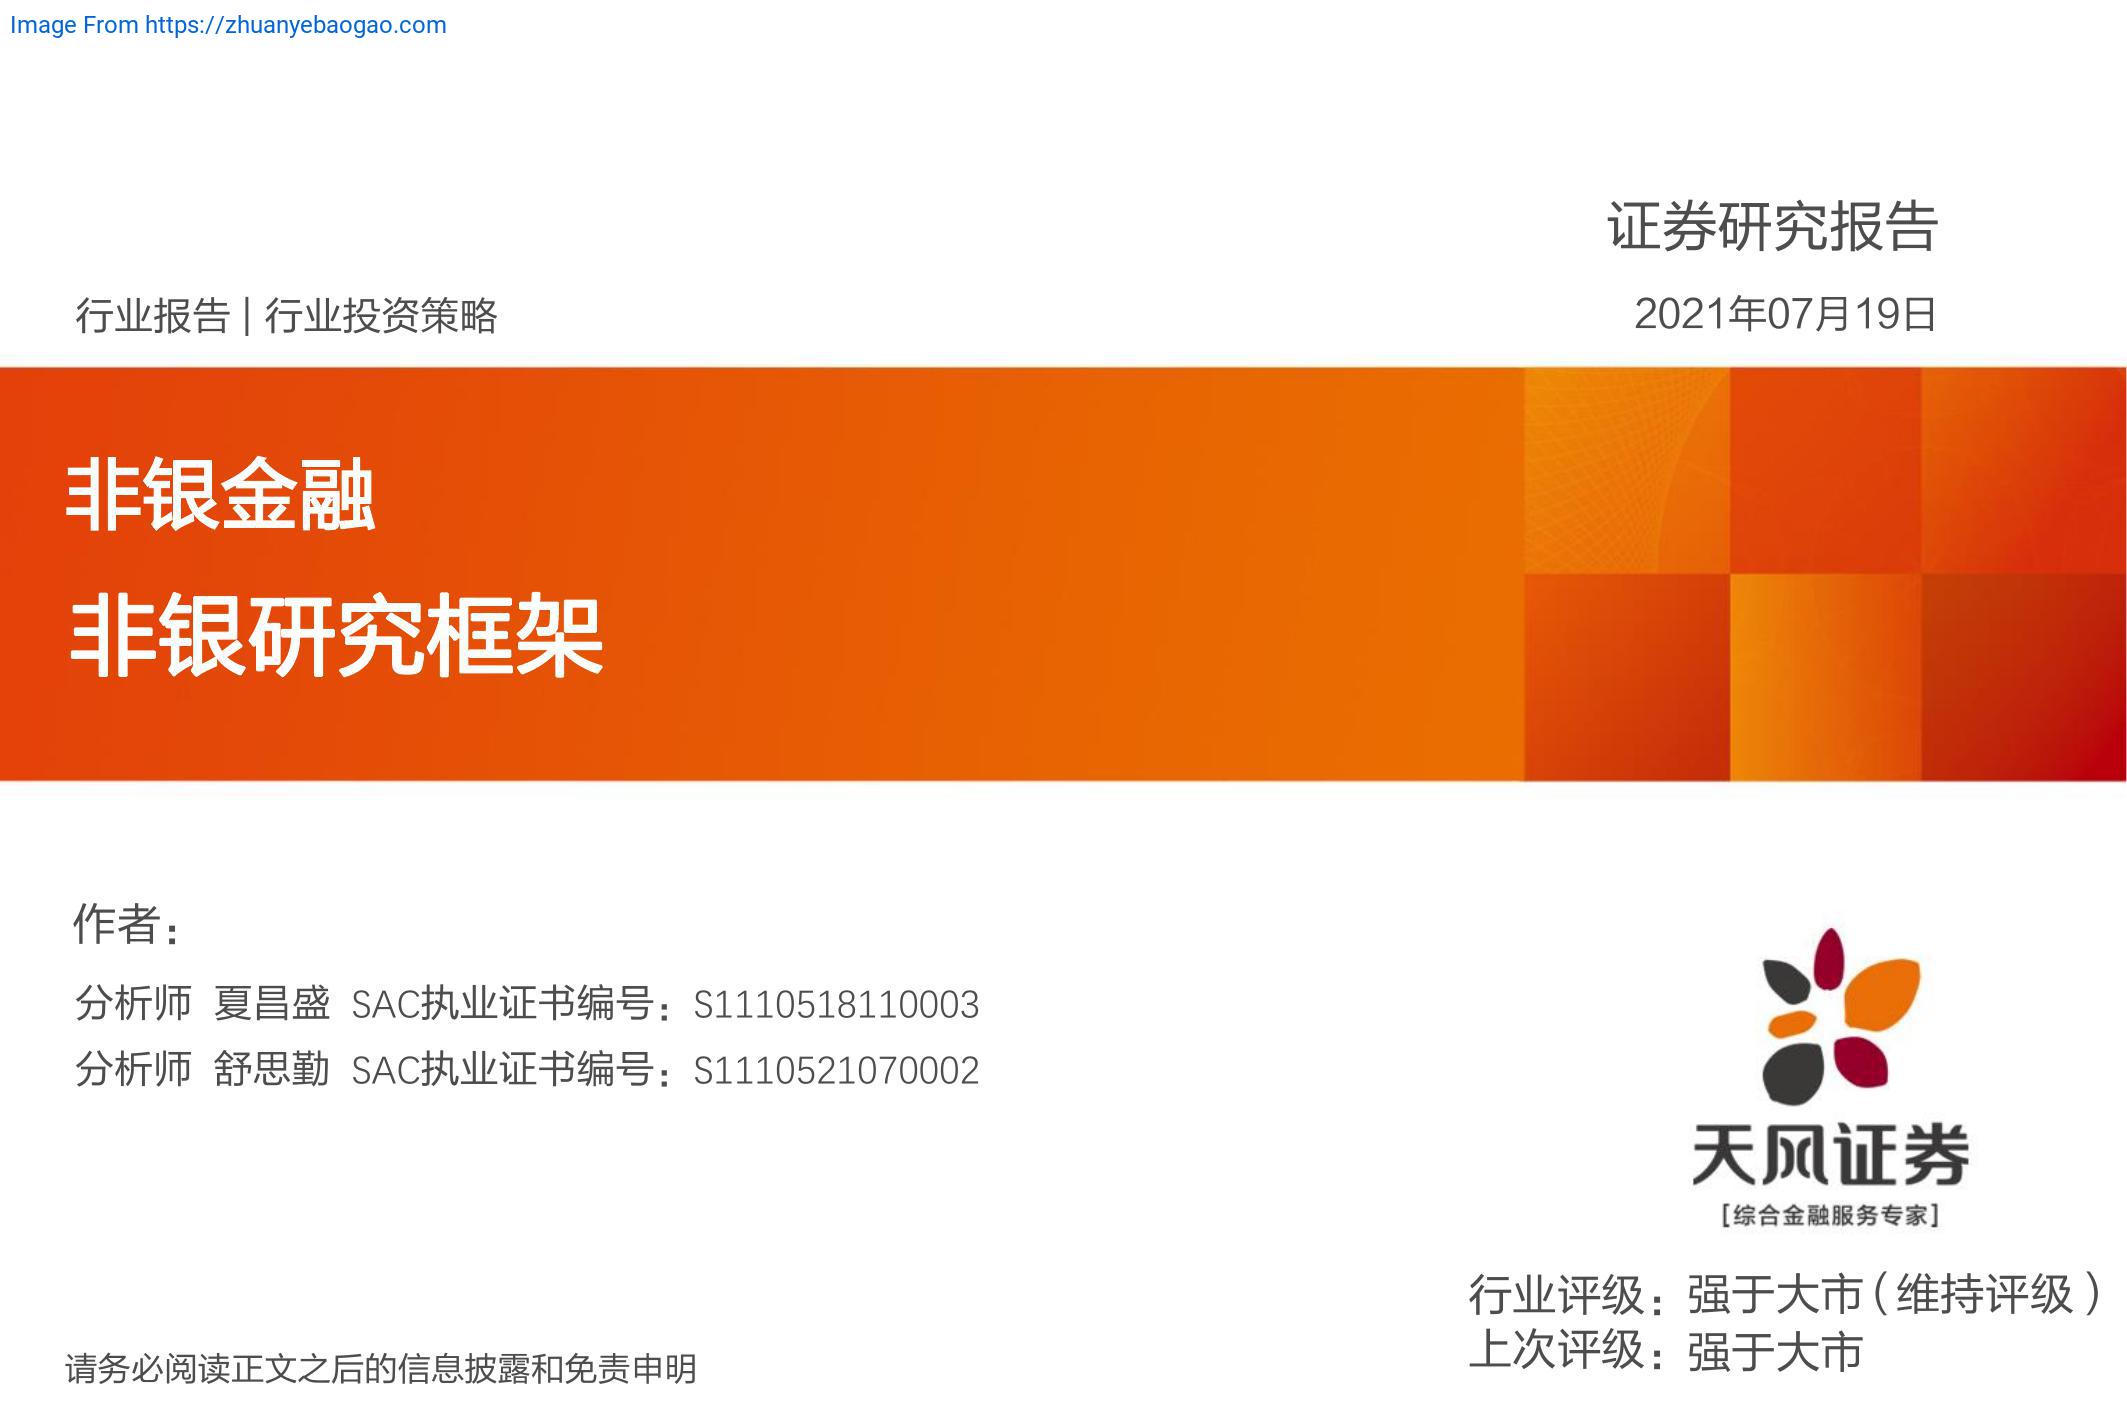 Image From https://zhuanyebaogao.com
证券研究报告
行业报告 | 行业投资策略
2021年07月19日
非银金融
非银研究框架
作者：
分析师 夏昌盛 SAC执业证书编号：S1110518110003
分析师 舒思勤 SAC执业证书编号：S1110521070002
天风证券
[综合金融服务专家]
行业评级：强于大市（维持评级）
上次评级：强于大市
请务必阅读正文之后的信息披露和免责申明